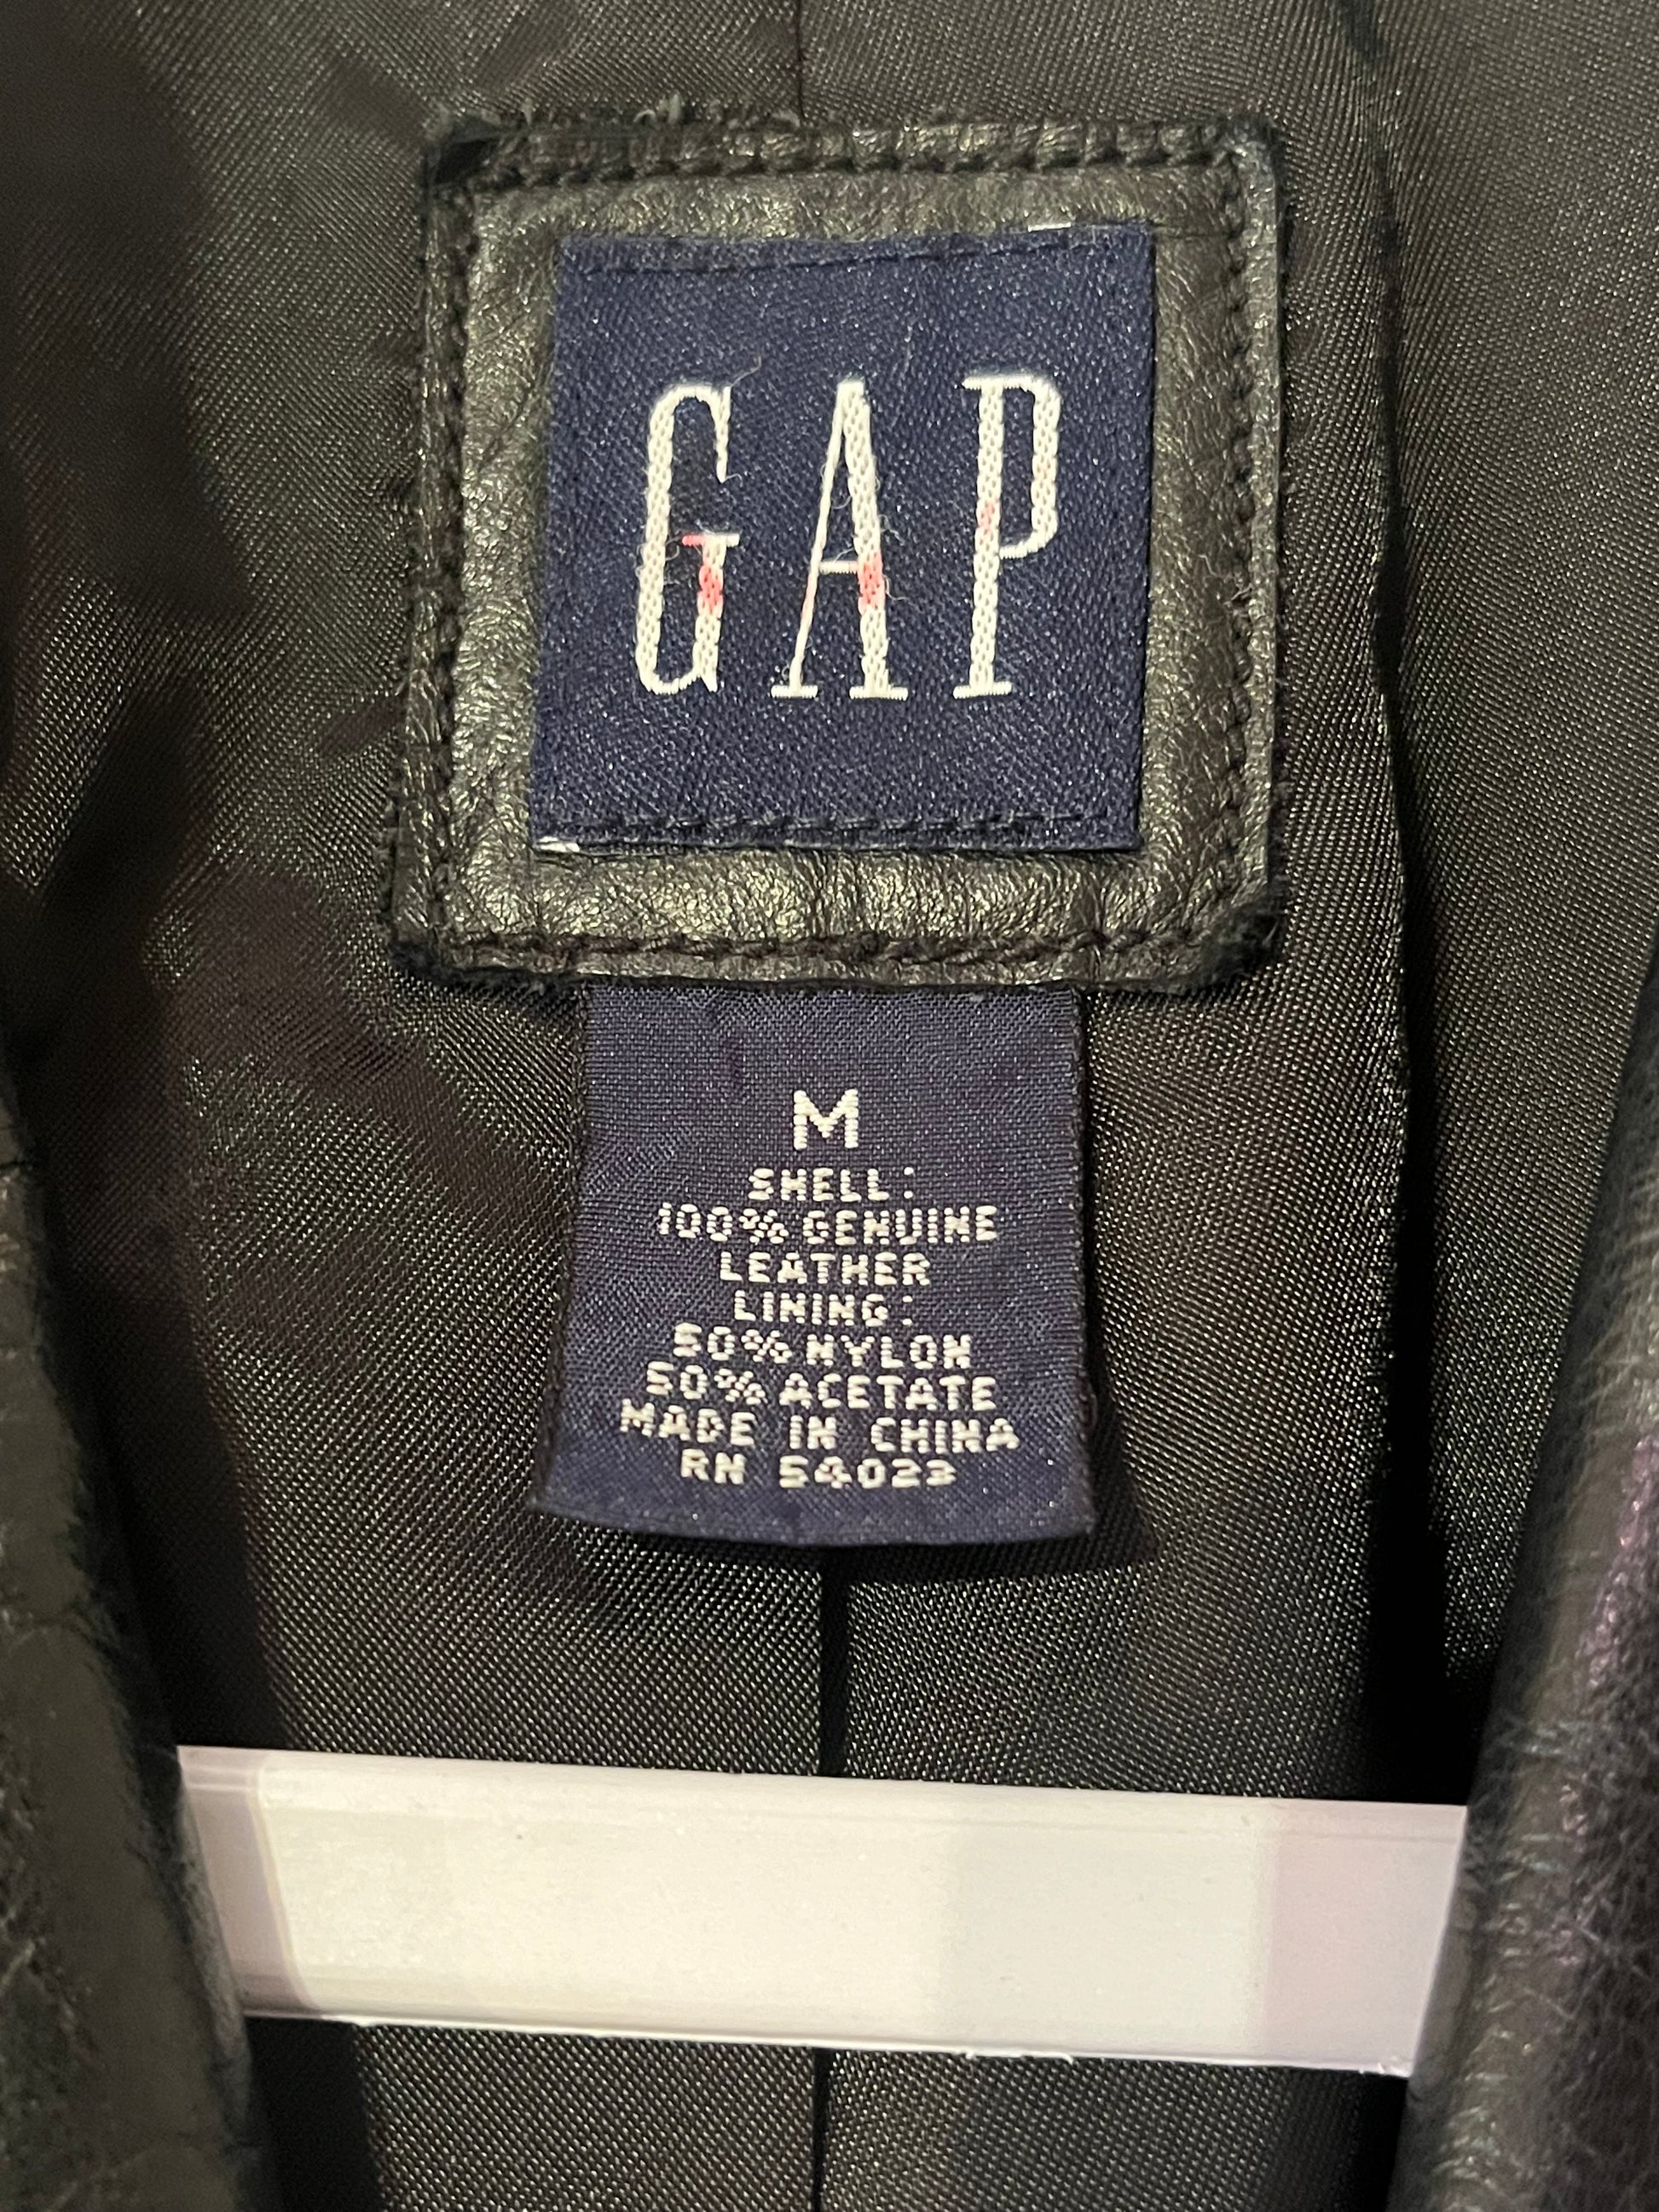 GAP
M
SHELL:
100% GENUINE
LEATHER
LINING:
50% NYLON
50% ACETATE
MADE IN CHINA
RN 54023